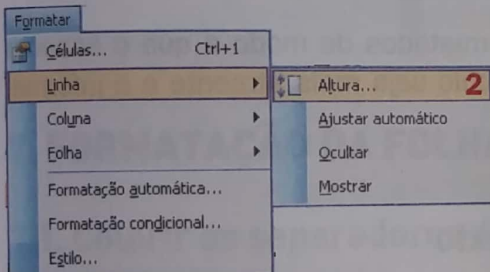 Formatar
Células... Ctrl+1
Linha
Altura... 2
Coluna
Ajustar automático
Folha
Ocultar
Formatação automática...
Mostrar
Formatação condicional...
Estilo...